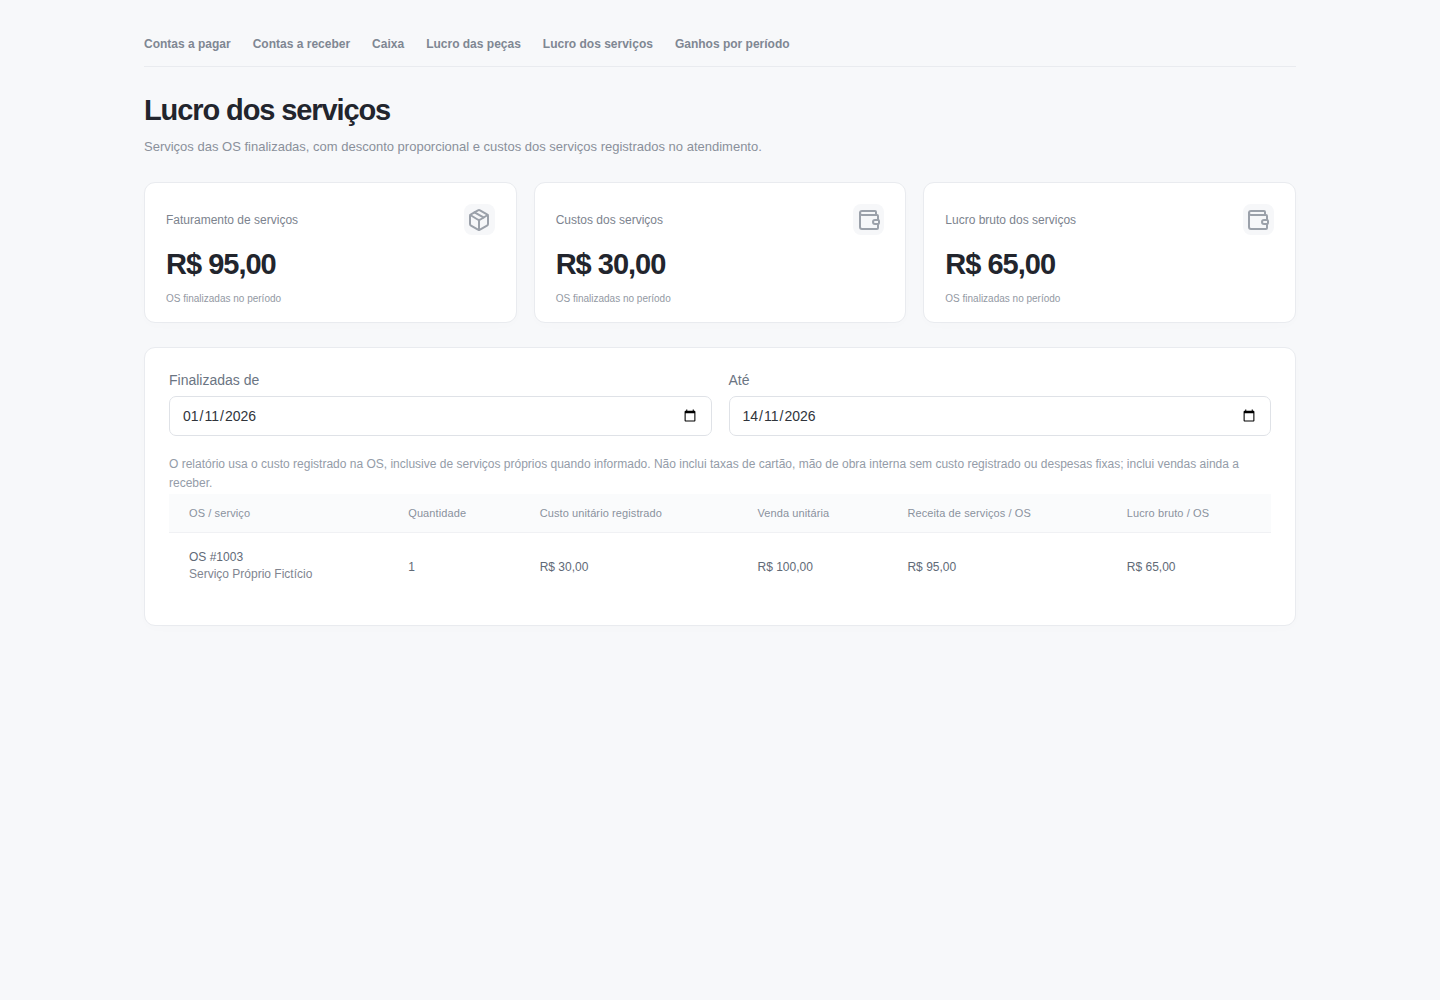 Contas a pagar Contas a receber Caixa Lucro das peças Lucro dos serviços Ganhos por período
Lucro dos serviços
Serviços das OS finalizadas, com desconto proporcional e custos dos serviços registrados no atendimento.
Faturamento de serviços
R$ 95,00
OS finalizadas no período
Custos dos serviços
R$ 30,00
OS finalizadas no período
Lucro bruto dos serviços
R$ 65,00
OS finalizadas no período
Finalizadas de
01/11/2026
Até
14/11/2026
O relatório usa o custo registrado na OS, inclusive de serviços próprios quando informado. Não inclui taxas de cartão, mão de obra interna sem custo registrado ou despesas fixas; inclui vendas ainda a
receber.
OS / serviço Quantidade Custo unitário registrado Venda unitária Receita de serviços / OS Lucro bruto / OS
OS #1003
Serviço Próprio Fictício
1 R$ 30,00 R$ 100,00 R$ 95,00 R$ 65,00